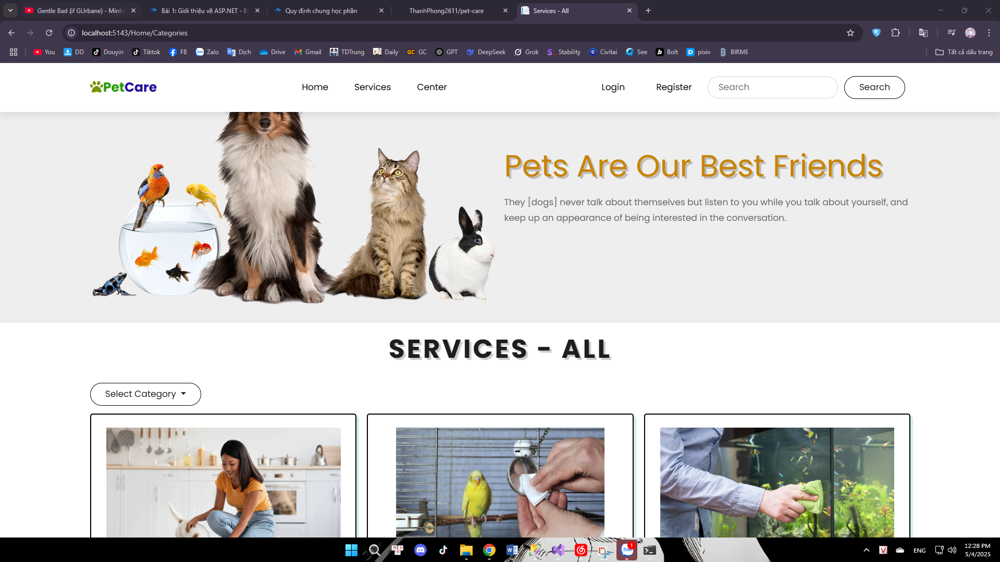 Gentle Bad (if GUrbane) - Minh
Bài 1: Giới thiệu về ASP.NET - B
Quy định chung học phần
ThanhPhong2611/pet-care
Services - All
localhost:5143/Home/Categories
You
DD
Douyin
Tiktok
FB
Zalo
Dịch
Drive
Gmail
TDTrung
Daily
GC
GPT
DeepSeek
Grok
Stability
Civitai
See
Bolt
pixiv
BIRME
Tất cả dấu trang
PetCare
Home
Services
Center
Login
Register
Search
Search
Pets Are Our Best Friends
They [dogs] never talk about themselves but listen to you while you talk about yourself, and
keep up an appearance of being interested in the conversation.
SERVICES - ALL
Select Category
Zalo
1
ENG
12:28 PM
5/4/2025